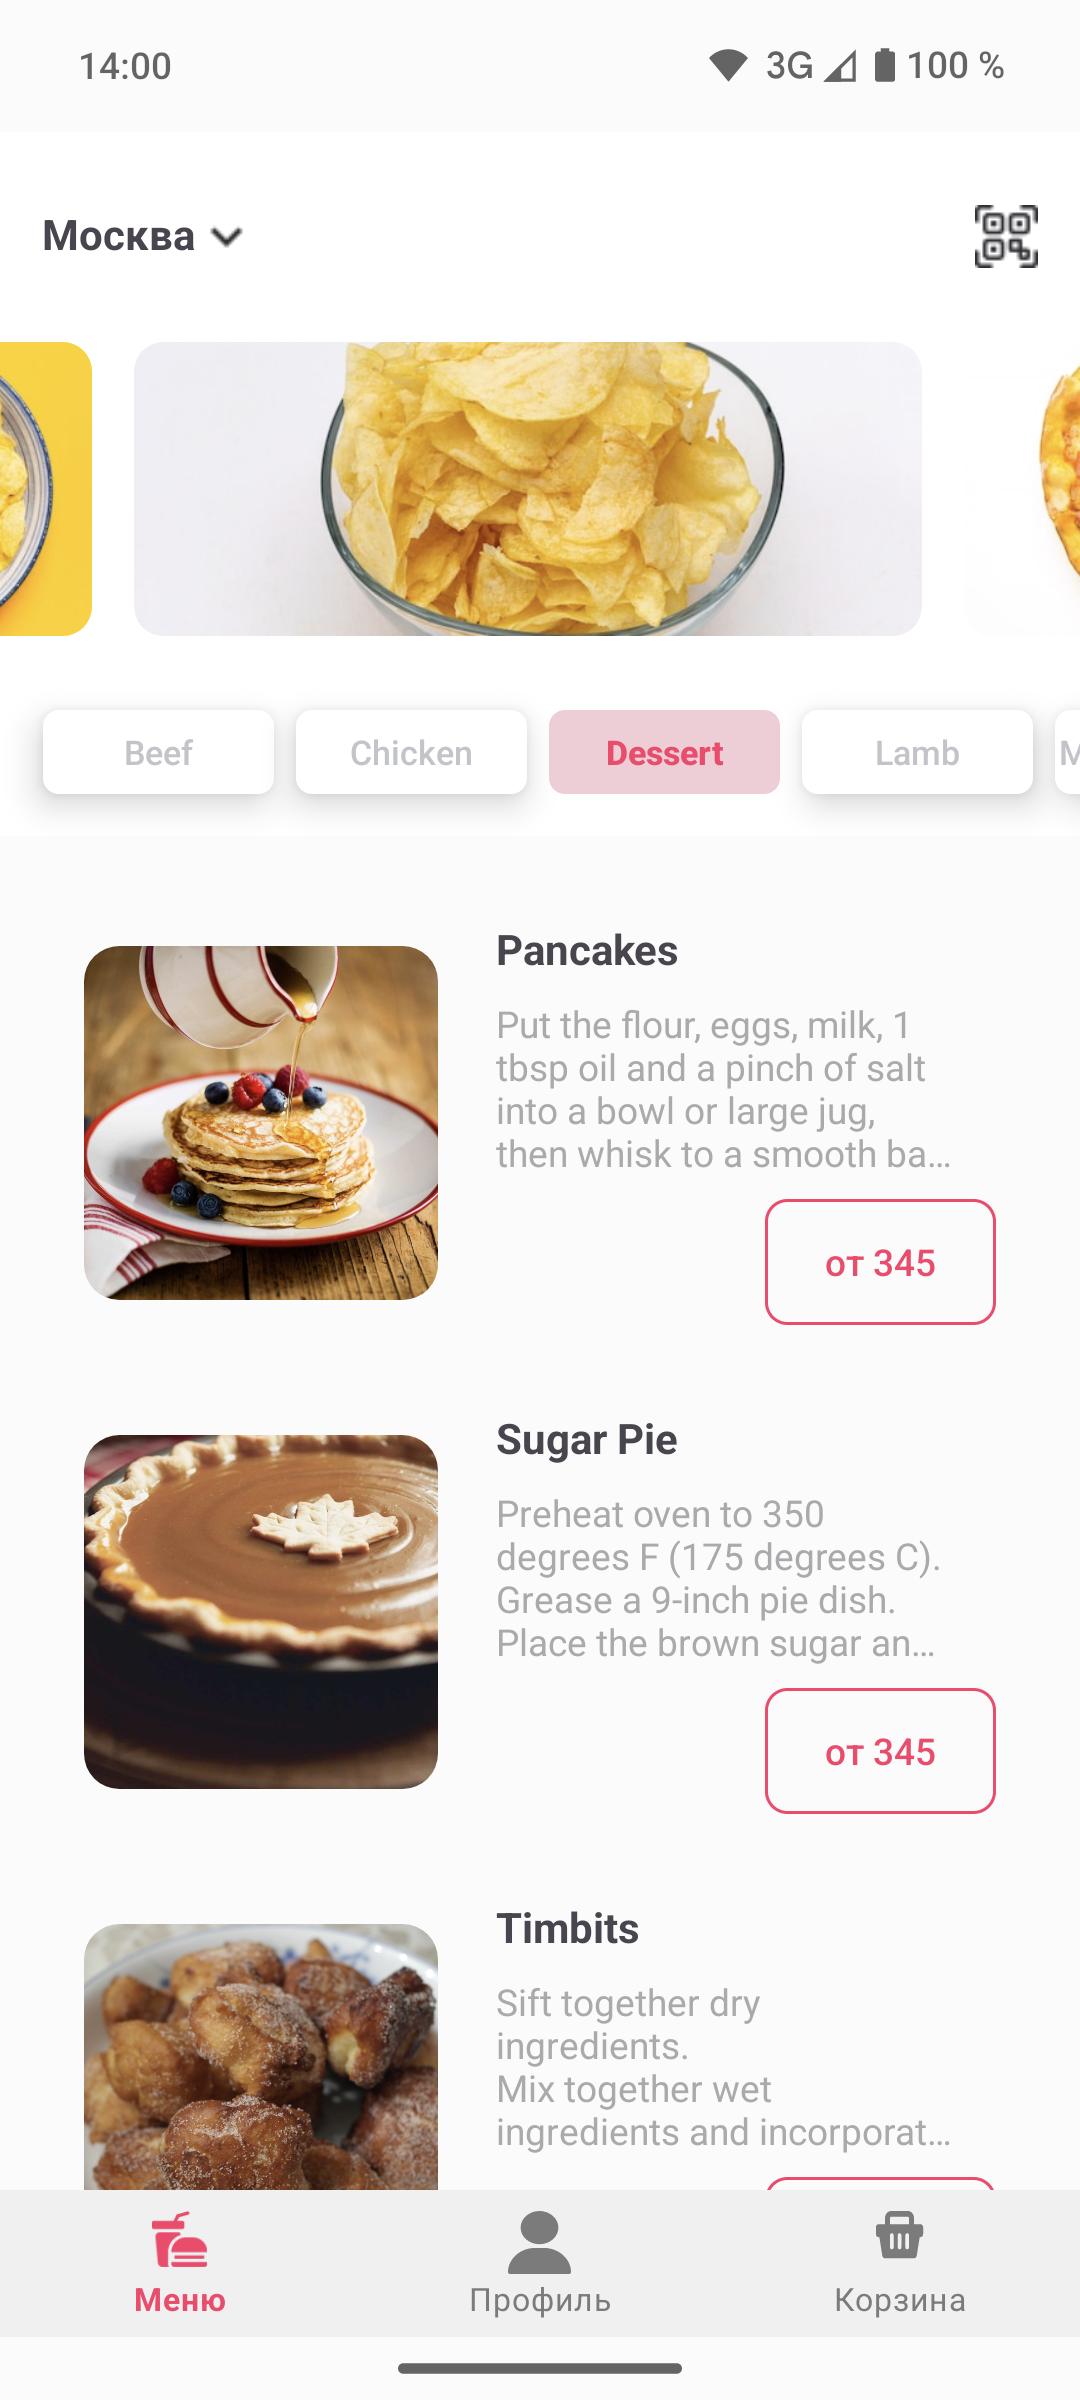 14:00
3G 100 %
Москва
Beef
Chicken
Dessert
Lamb
M
Pancakes
Put the flour, eggs, milk, 1
tbsp oil and a pinch of salt
into a bowl or large jug,
then whisk to a smooth ba…
от 345
Sugar Pie
Preheat oven to 350
degrees F (175 degrees C).
Grease a 9-inch pie dish.
Place the brown sugar an…
от 345
Timbits
Sift together dry
ingredients.
Mix together wet
ingredients and incorporat…
Меню
Профиль
Корзина